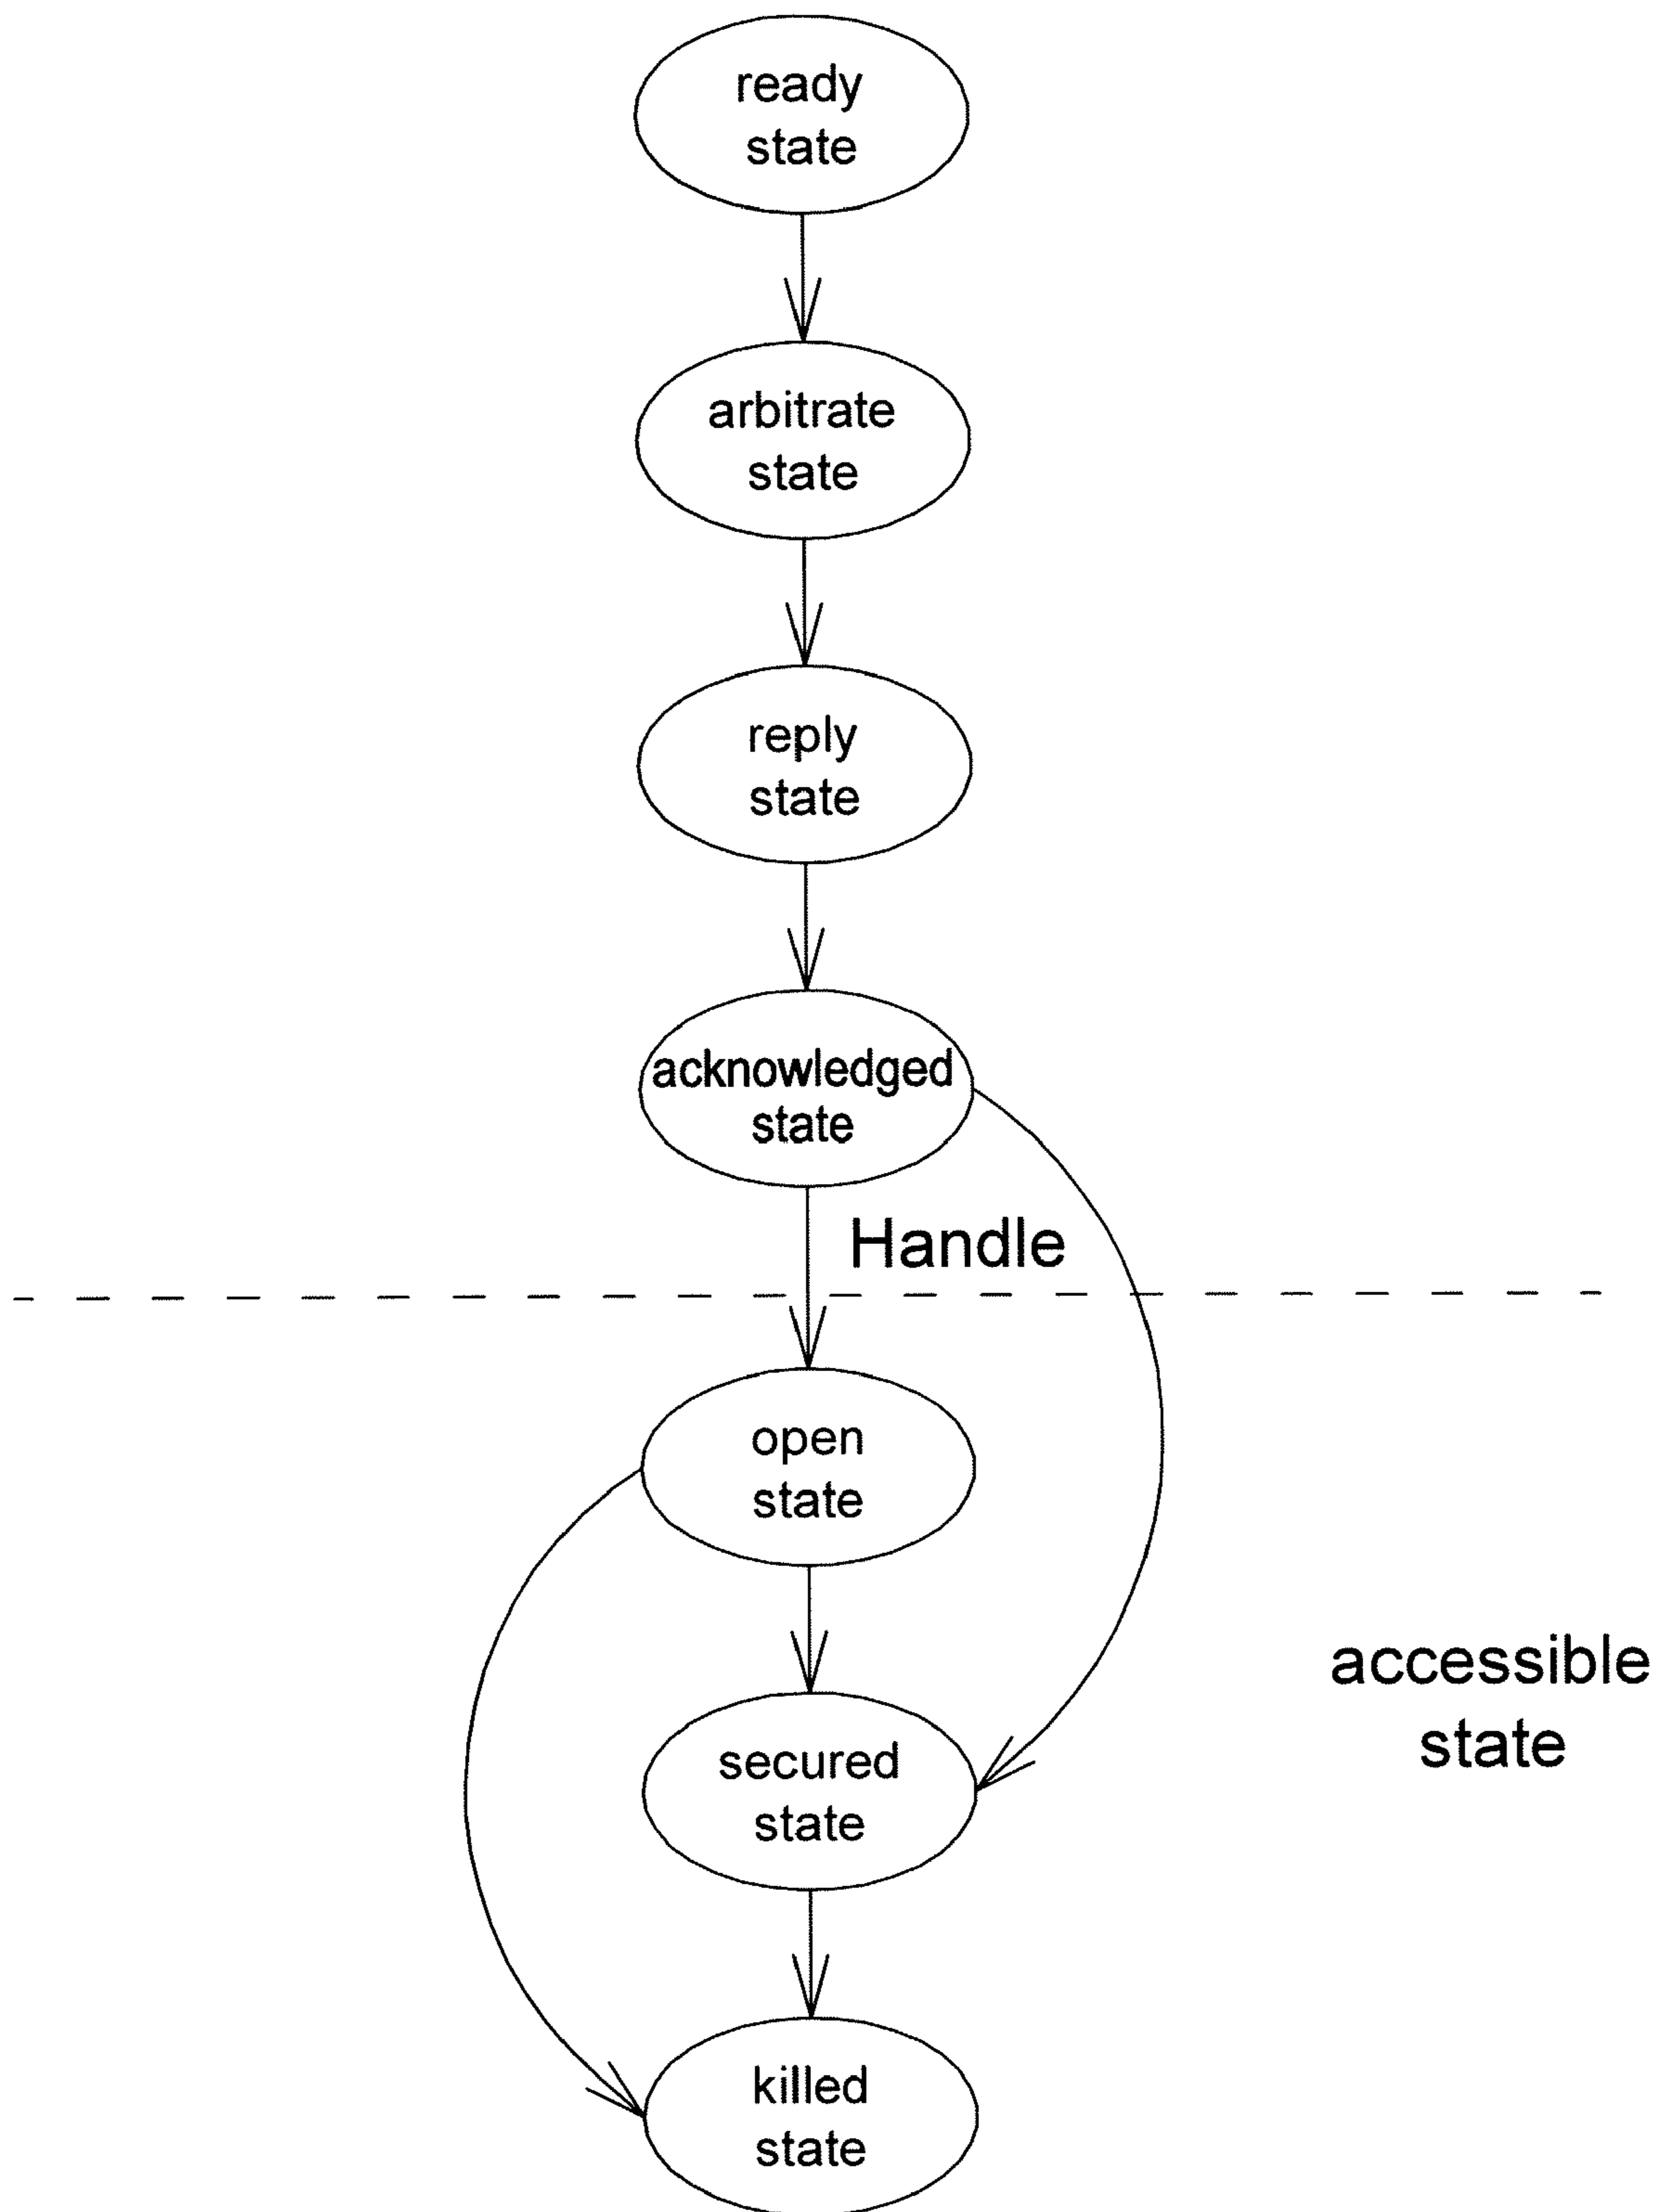 ready
state
arbitrate
state
reply
state
acknowledged
state
Handle
open
state
accessible
state
secured
state
killed
state